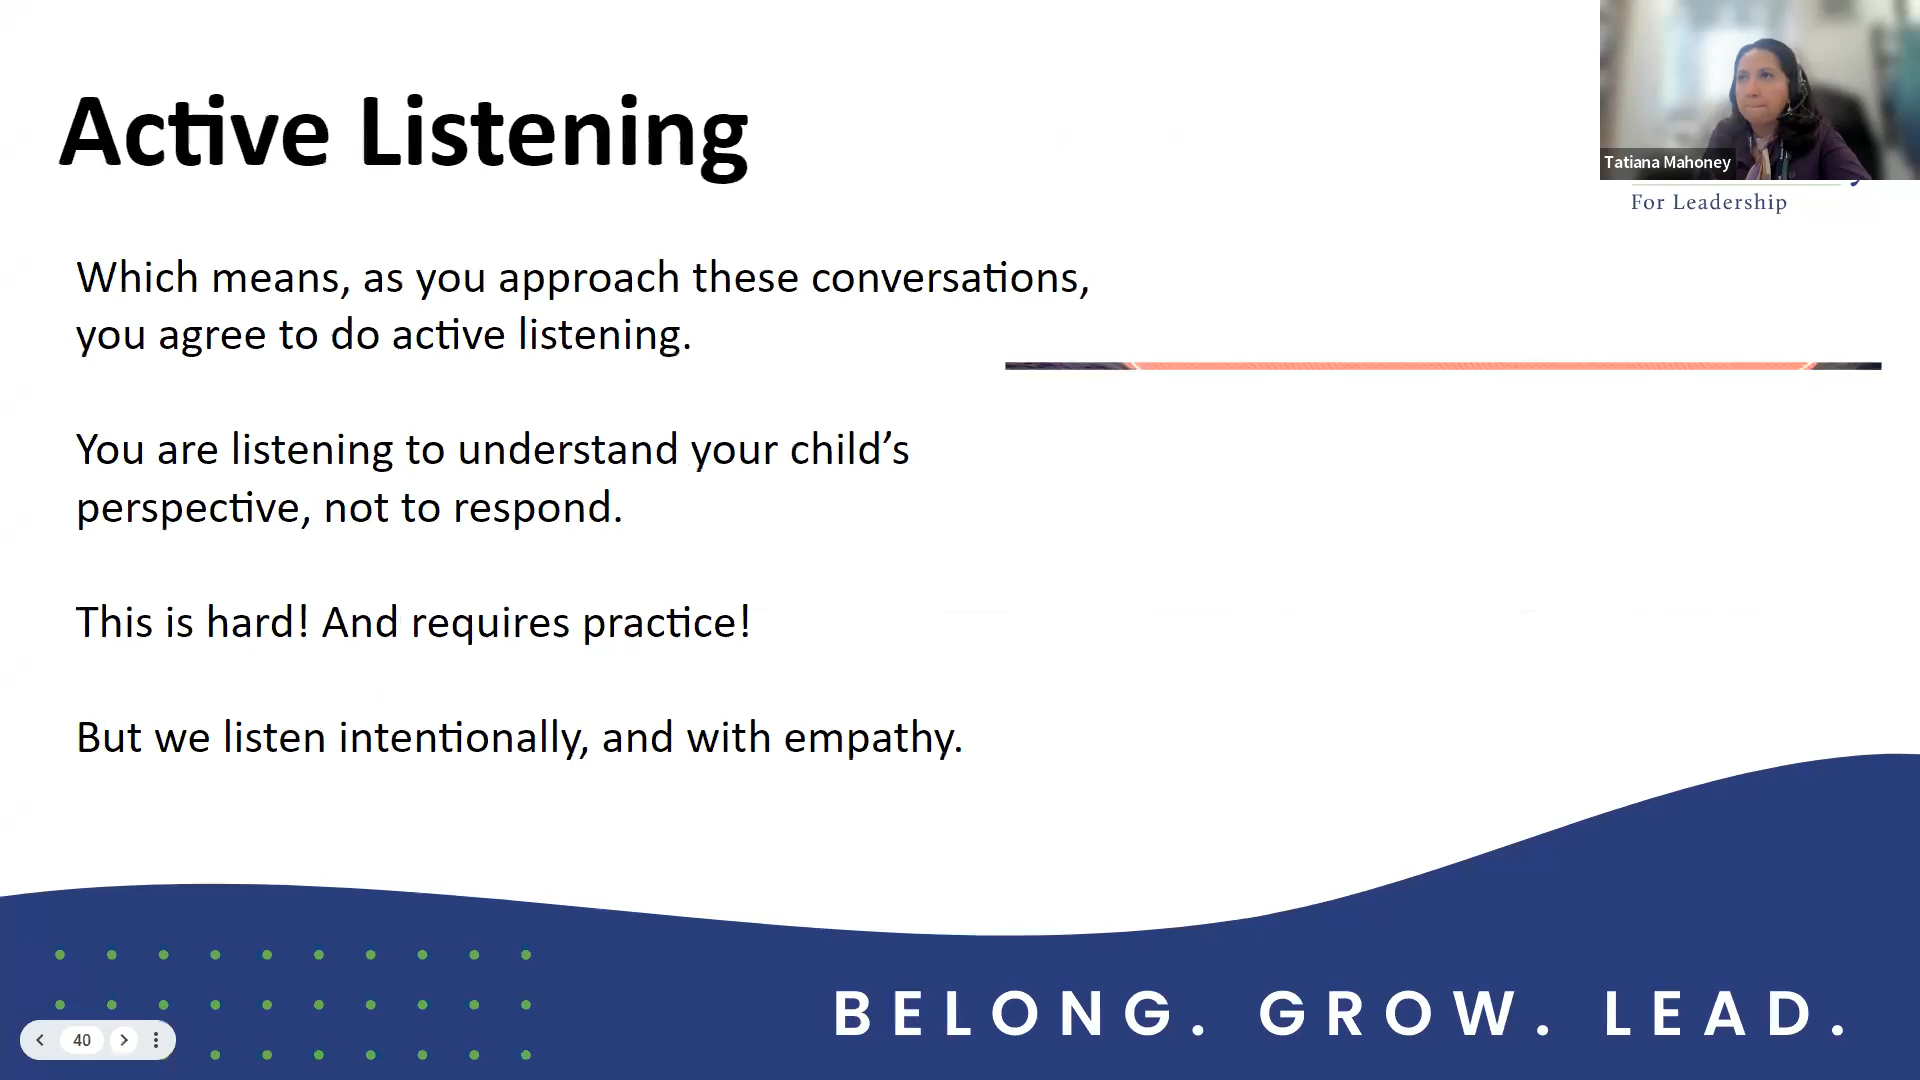 Active Listening
Tatiana Mahoney
For Leadership
Which means, as you approach these conversations,
you agree to do active listening.
You are listening to understand your child’s
perspective, not to respond.
This is hard! And requires practice!
But we listen intentionally, and with empathy.
BELONG. GROW. LEAD.
40